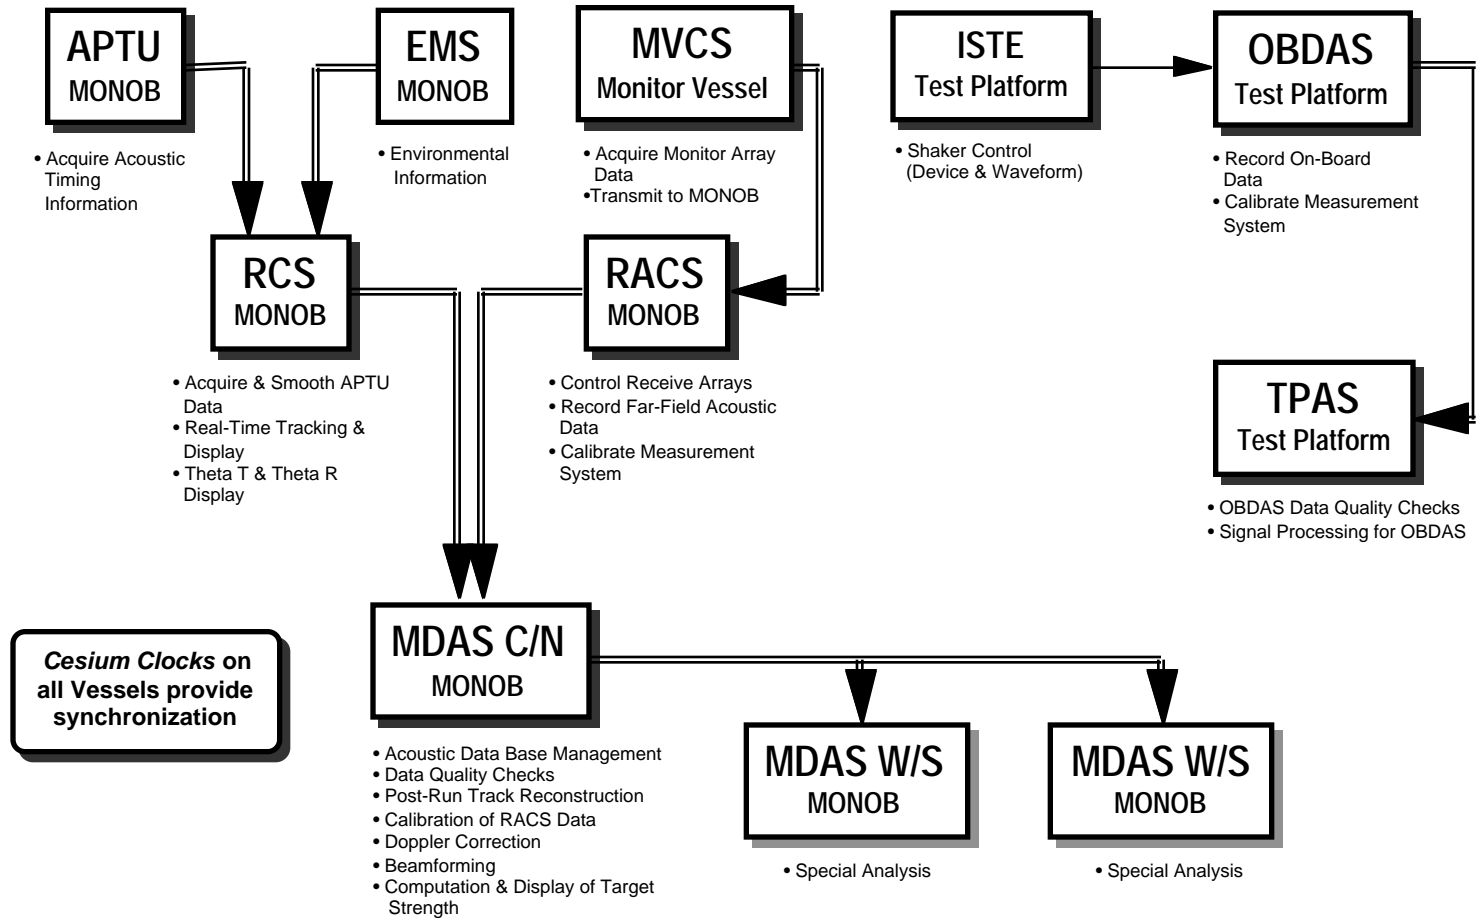 APTU
MONOB
• Acquire Acoustic
Timing
Information
EMS
MONOB
• Environmental
Information
MVCS
Monitor Vessel
• Acquire Monitor Array
Data
•Transmit to MONOB
ISTE
Test Platform
• Shaker Control
(Device & Waveform)
OBDAS
Test Platform
• Record On-Board
Data
• Calibrate Measurement
System
RCS
MONOB
• Acquire & Smooth APTU
Data
• Real-Time Tracking &
Display
• Theta T & Theta R
Display
RACS
MONOB
• Control Receive Arrays
• Record Far-Field Acoustic
Data
• Calibrate Measurement
System
TPAS
Test Platform
• OBDAS Data Quality Checks
• Signal Processing for OBDAS
Cesium Clocks on
all Vessels provide
synchronization
MDAS C/N
MONOB
• Acoustic Data Base Management
• Data Quality Checks
• Post-Run Track Reconstruction
• Calibration of RACS Data
• Doppler Correction
• Beamforming
• Computation & Display of Target
Strength
MDAS W/S
MONOB
• Special Analysis
MDAS W/S
MONOB
• Special Analysis